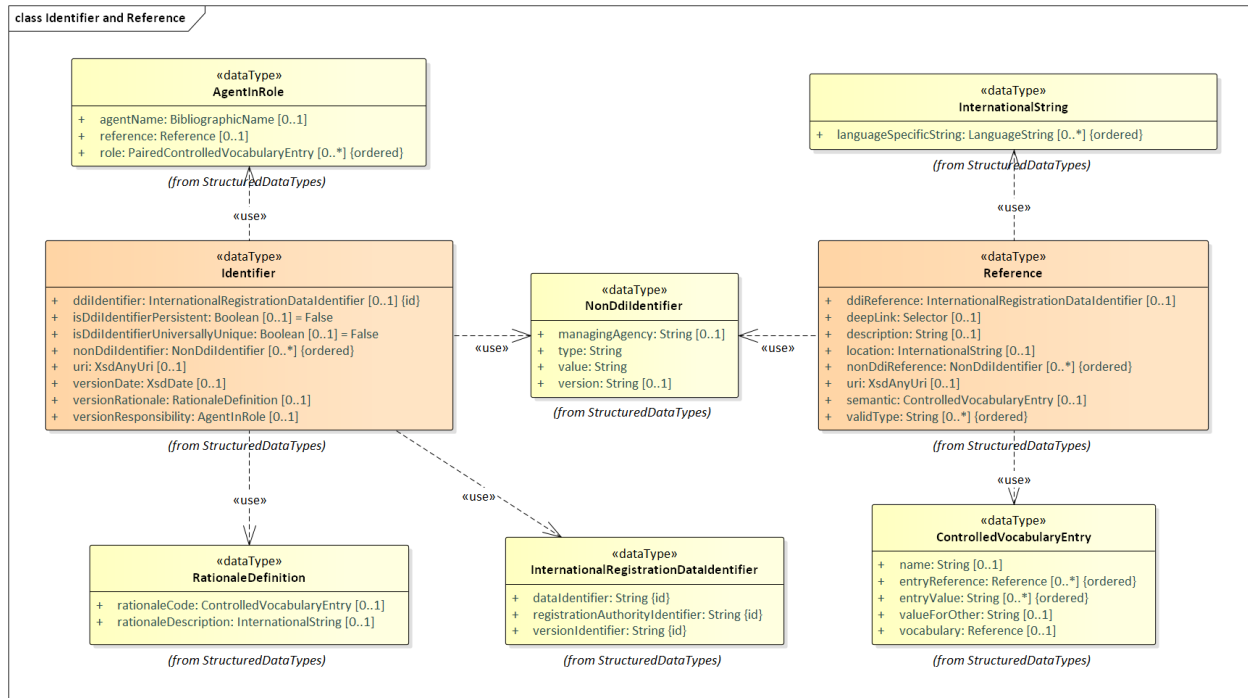 class Identifier and Reference
«dataType»
AgentInRole
+ agentName: BibliographicName [0..1]
+ reference: Reference [0..1]
+ role: PairedControlledVocabularyEntry [0..*] {ordered}
(from StructuredDataTypes)
«dataType»
InternationalString
+ languageSpecificString: LanguageString [0..*] {ordered}
(from StructuredDataTypes)
«use»
«use»
«dataType»
Identifier
+ ddiIdentifier: InternationalRegistrationDataIdentifier [0..1] {id}
+ isDdiIdentifierPersistent: Boolean [0..1] = False
+ isDdiIdentifierUniversallyUnique: Boolean [0..1] = False
+ nonDdiIdentifier: NonDdiIdentifier [0..*] {ordered}
+ uri: XsdAnyUri [0..1]
+ versionDate: XsdDate [0..1]
+ versionRationale: RationaleDefinition [0..1]
+ versionResponsibility: AgentInRole [0..1]
(from StructuredDataTypes)
«use»
«dataType»
NonDdiIdentifier
+ managingAgency: String [0..1]
+ type: String
+ value: String
+ version: String [0..1]
(from StructuredDataTypes)
«use»
«dataType»
Reference
+ ddiReference: InternationalRegistrationDataIdentifier [0..1]
+ deepLink: Selector [0..1]
+ description: String [0..1]
+ location: InternationalString [0..1]
+ nonDdiReference: NonDdiIdentifier [0..*] {ordered}
+ uri: XsdAnyUri [0..1]
+ semantic: ControlledVocabularyEntry [0..1]
+ validType: String [0..*] {ordered}
(from StructuredDataTypes)
«use»
«use»
«use»
«dataType»
RationaleDefinition
+ rationaleCode: ControlledVocabularyEntry [0..1]
+ rationaleDescription: InternationalString [0..1]
(from StructuredDataTypes)
«dataType»
InternationalRegistrationDataIdentifier
+ dataIdentifier: String {id}
+ registrationAuthorityIdentifier: String {id}
+ versionIdentifier: String {id}
(from StructuredDataTypes)
«dataType»
ControlledVocabularyEntry
+ name: String [0..1]
+ entryReference: Reference [0..*] {ordered}
+ entryValue: String [0..*] {ordered}
+ valueForOther: String [0..1]
+ vocabulary: Reference [0..1]
(from StructuredDataTypes)